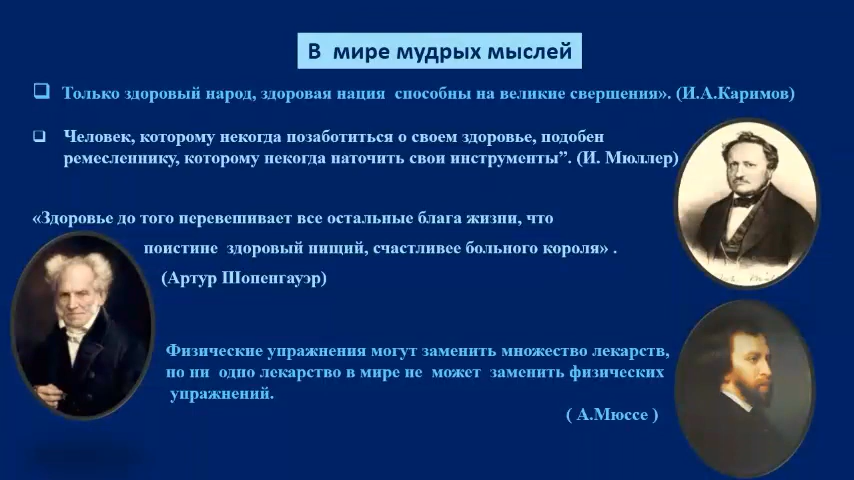 В мире мудрых мыслей
Только здоровый народ, здоровая нация способны на великие свершения». (И.А.Каримов)
Человек, которому некогда позаботиться о своем здоровье, подобен
ремесленнику, которому некогда наточить свои инструменты”. (И. Мюллер)
«Здоровье до того перевешивает все остальные блага жизни, что
поистине здоровый нищий, счастливее больного короля» .
(Артур Шопенгауэр)
Физические упражнения могут заменить множество лекарств,
но ни одно лекарство в мире не может заменить физических
упражнений.
( А.Мюссе )